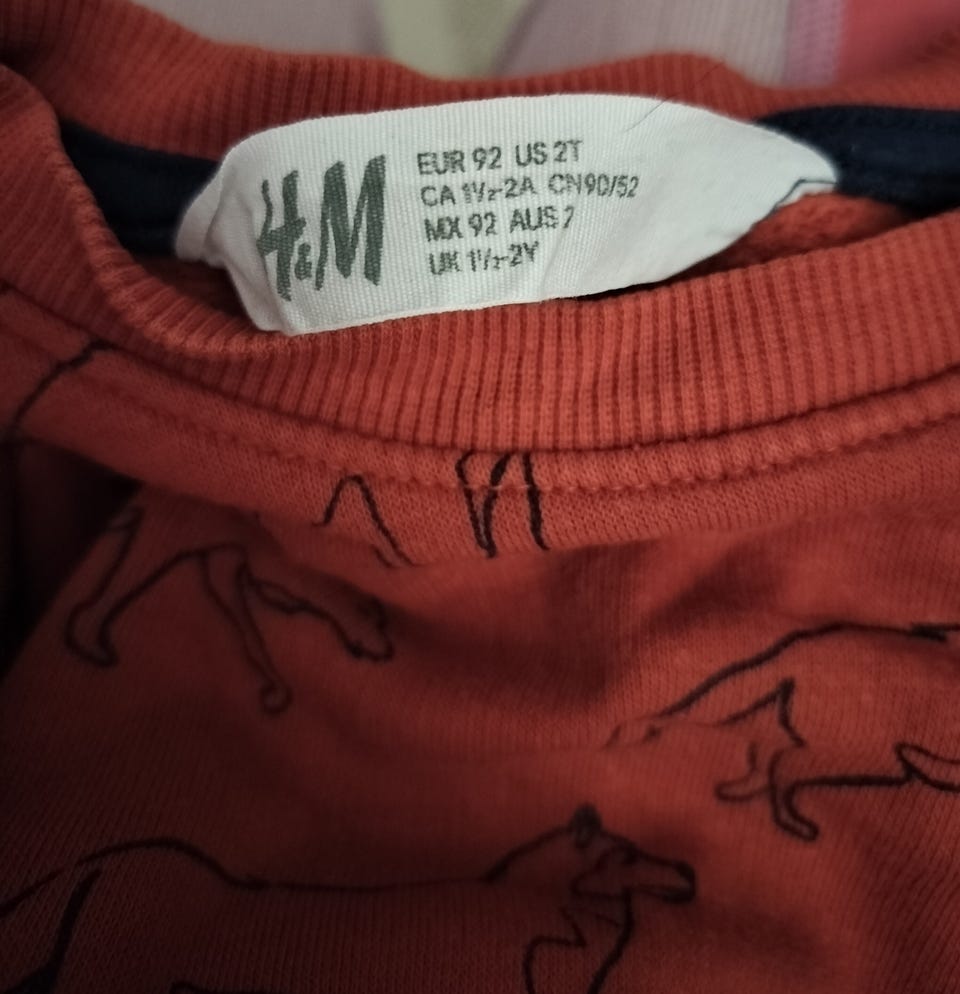 H&M
EUR 92 US 2T
CA 1½-2A CN90/52
MX 92 AUS 2
UK 1½-2Y